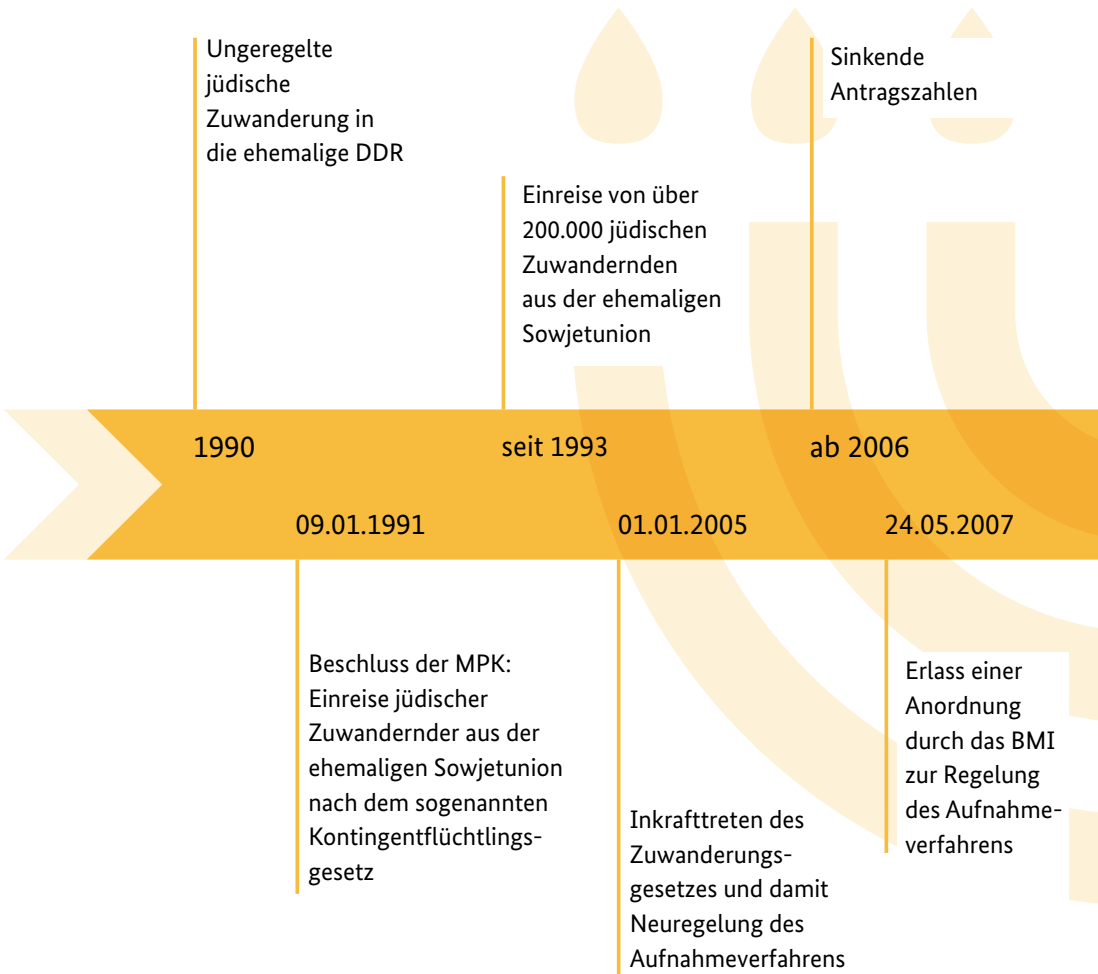 Ungeregelte
jüdische
Zuwanderung in
die ehemalige DDR
Einreise von über
200.000 jüdischen
Zuwandernden
aus der ehemaligen
Sowjetunion
Sinkende
Antragszahlen
1990
seit 1993
ab 2006
09.01.1991
01.01.2005
24.05.2007
Beschluss der MPK:
Einreise jüdischer
Zuwandernder aus der
ehemaligen Sowjetunion
nach dem sogenannten
Kontingentflüchtlings-
gesetz
Inkrafttreten des
Zuwanderungs-
gesetzes und damit
Neuregelung des
Aufnahmeverfahrens
Erlass einer
Anordnung
durch das BMI
zur Regelung
des Aufnahme-
verfahrens